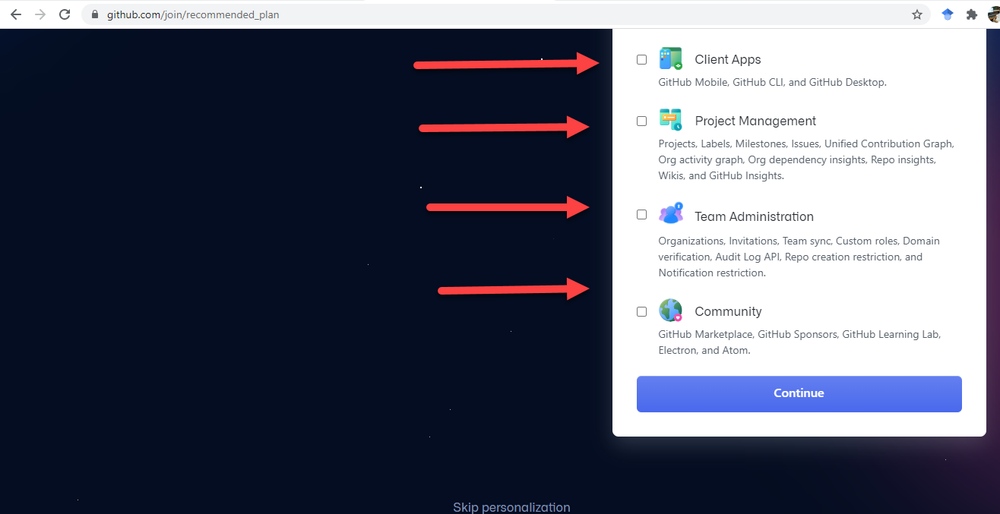 github.com/join/recommended_plan
Client Apps
GitHub Mobile, GitHub CLI, and GitHub Desktop.
Project Management
Projects, Labels, Milestones, Issues, Unified Contribution Graph,
Org activity graph, Org dependency insights, Repo insights,
Wikis, and GitHub Insights.
Team Administration
Organizations, Invitations, Team sync, Custom roles, Domain
verification, Audit Log API, Repo creation restriction, and
Notification restriction.
Community
GitHub Marketplace, GitHub Sponsors, GitHub Learning Lab,
Electron, and Atom.
Continue
Skip personalization